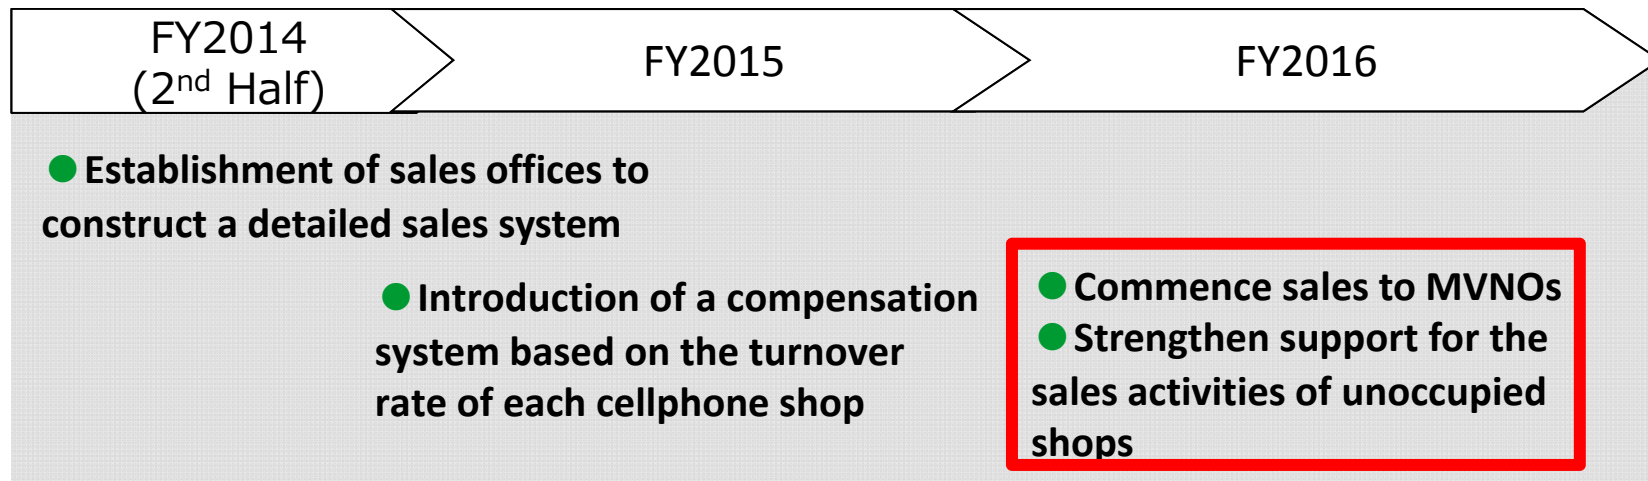 FY2014
(2nd Half)
FY2015
FY2016
● Establishment of sales offices to
construct a detailed sales system
● Introduction of a compensation
system based on the turnover
rate of each cellphone shop
● Commence sales to MVNOs
● Strengthen support for the
sales activities of unoccupied
shops